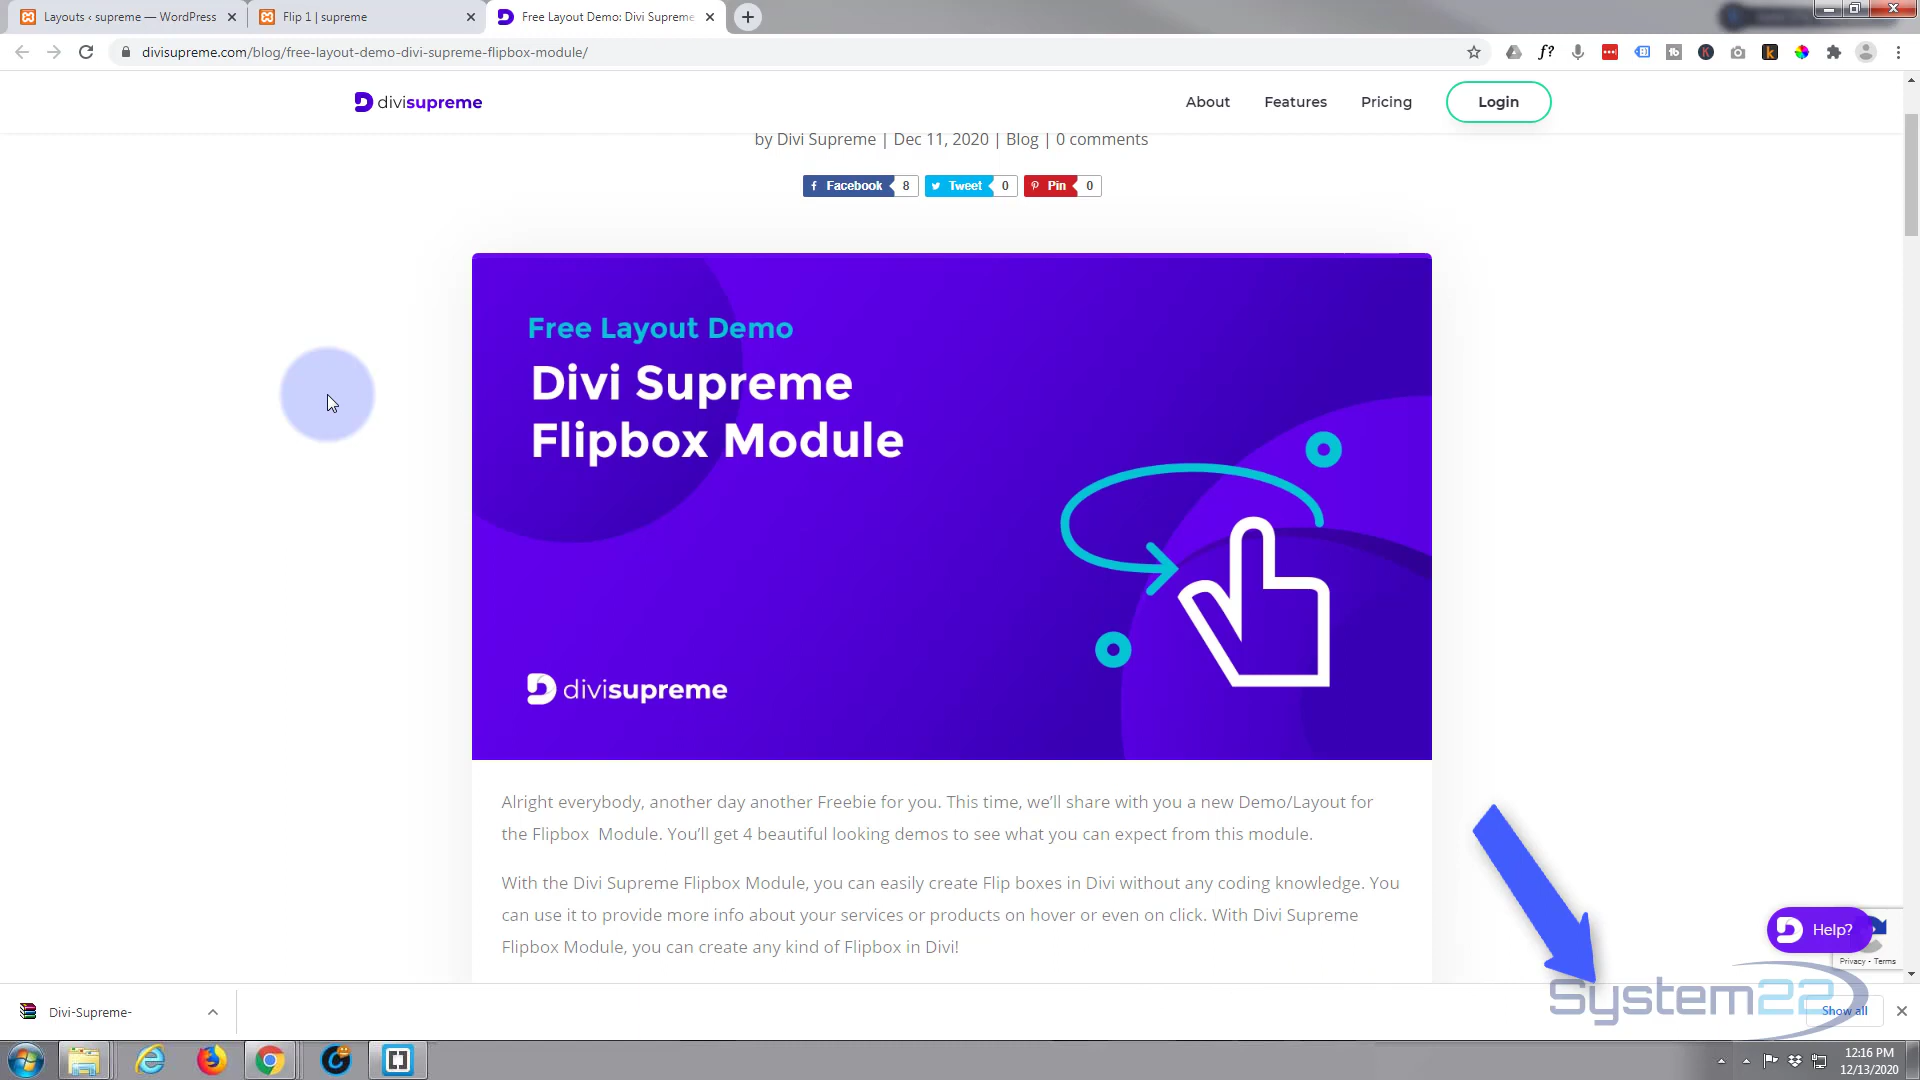 Layouts ‹ supreme — WordPress
Flip 1 | supreme
Free Layout Demo: Divi Supreme
divisupreme.com/blog/free-layout-demo-divi-supreme-flipbox-module/
divisupreme
About
Features
Pricing
Login
by Divi Supreme | Dec 11, 2020 | Blog | 0 comments
Facebook 8
Tweet 0
Pin 0
Free Layout Demo
Divi Supreme
Flipbox Module
divisupreme
Alright everybody, another day another Freebie for you. This time, we’ll share with you a new Demo/Layout for
the Flipbox Module. You’ll get 4 beautiful looking demos to see what you can expect from this module.
With the Divi Supreme Flipbox Module, you can easily create Flip boxes in Divi without any coding knowledge. You
can use it to provide more info about your services or products on hover or even on click. With Divi Supreme
Flipbox Module, you can create any kind of Flipbox in Divi!
Help?
Privacy - Terms
System22
Divi-Supreme-
Show all
12:16 PM
12/13/2020